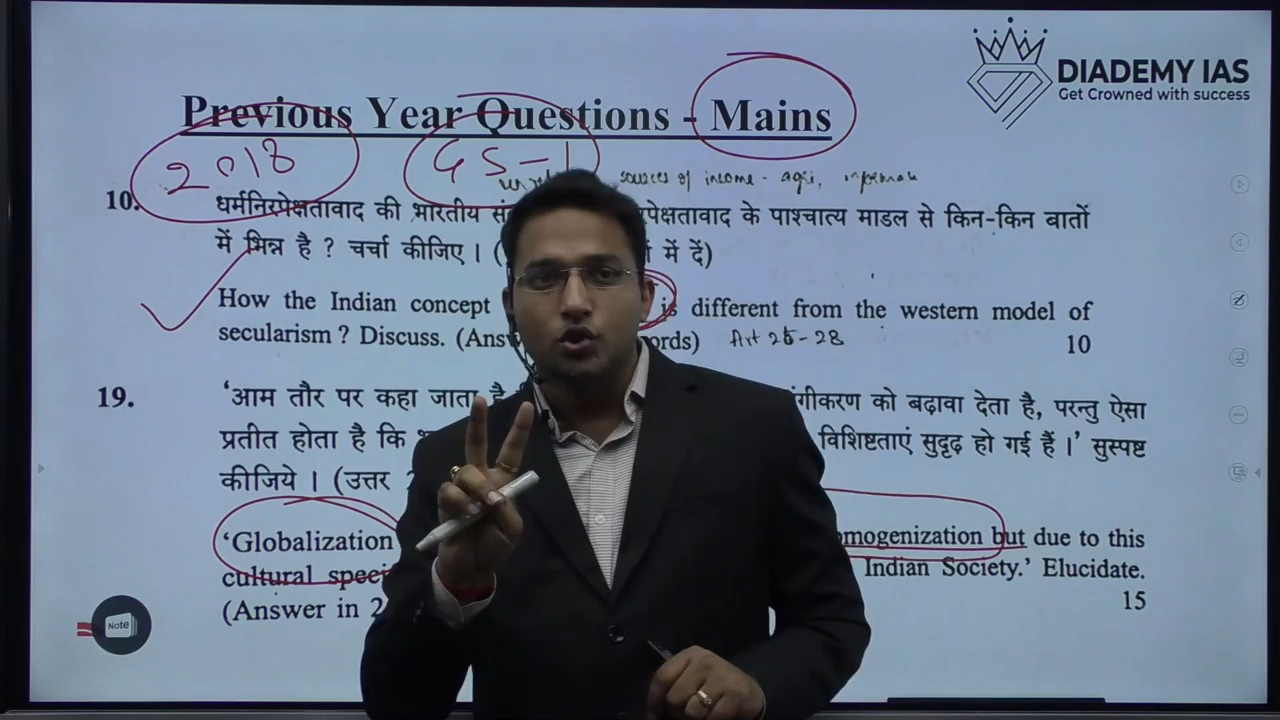 DIADEMY IAS
Get Crowned with success
Previous Year Questions - Mains
2018 GS-1
sources of income - agri,
10. धर्मनिरपेक्षतावाद की भारतीय के पाश्चात्य माडल से किन-किन बातों
में भिन्न है ? चर्चा कीजिए । ( में दें)
How the Indian concept is different from the western model of
secularism ? Discuss. (Answ ords) Art 25-28 10
19. 'आम तौर पर कहा जाता है को बढ़ावा देता है, परन्तु ऐसा
प्रतीत होता है कि विशिष्टताएं सुदृढ़ हो गई हैं ।' सुस्पष्ट
कीजिये । (उत्तर 2
'Globalization omogenization but due to this
cultural speci Indian Society.' Elucidate.
(Answer in 2 15
Note